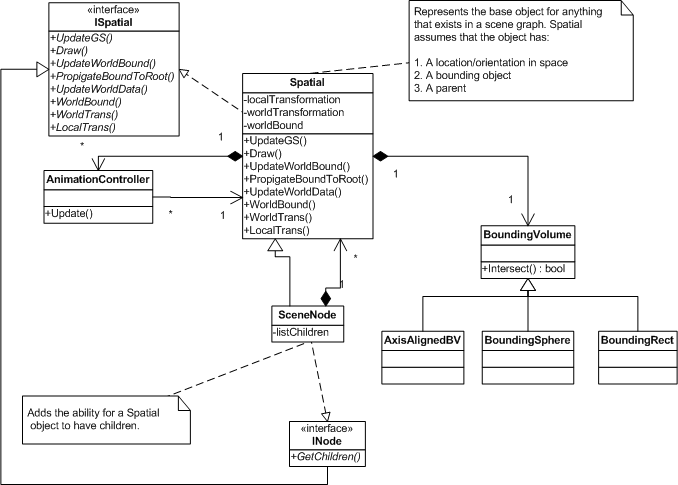 «interface»
ISpatial
+UpdateGS()
+Draw()
+UpdateWorldBound()
+PropigateBoundToRoot()
+UpdateWorldData()
+WorldBound()
+WorldTrans()
+LocalTrans()
Represents the base object for anything
that exists in a scene graph. Spatial
assumes that the object has:
1. A location/orientation in space
2. A bounding object
3. A parent
Spatial
-localTransformation
-worldTransformation
-worldBound
+UpdateGS()
+Draw()
+UpdateWorldBound()
+PropigateBoundToRoot()
+UpdateWorldData()
+WorldBound()
+WorldTrans()
+LocalTrans()
1
*
AnimationController
+Update()
*
1
1
1
BoundingVolume
+Intersect() : bool
*
1
SceneNode
-listChildren
AxisAlignedBV
BoundingSphere
BoundingRect
Adds the ability for a Spatial
object to have children.
«interface»
INode
+GetChildren()